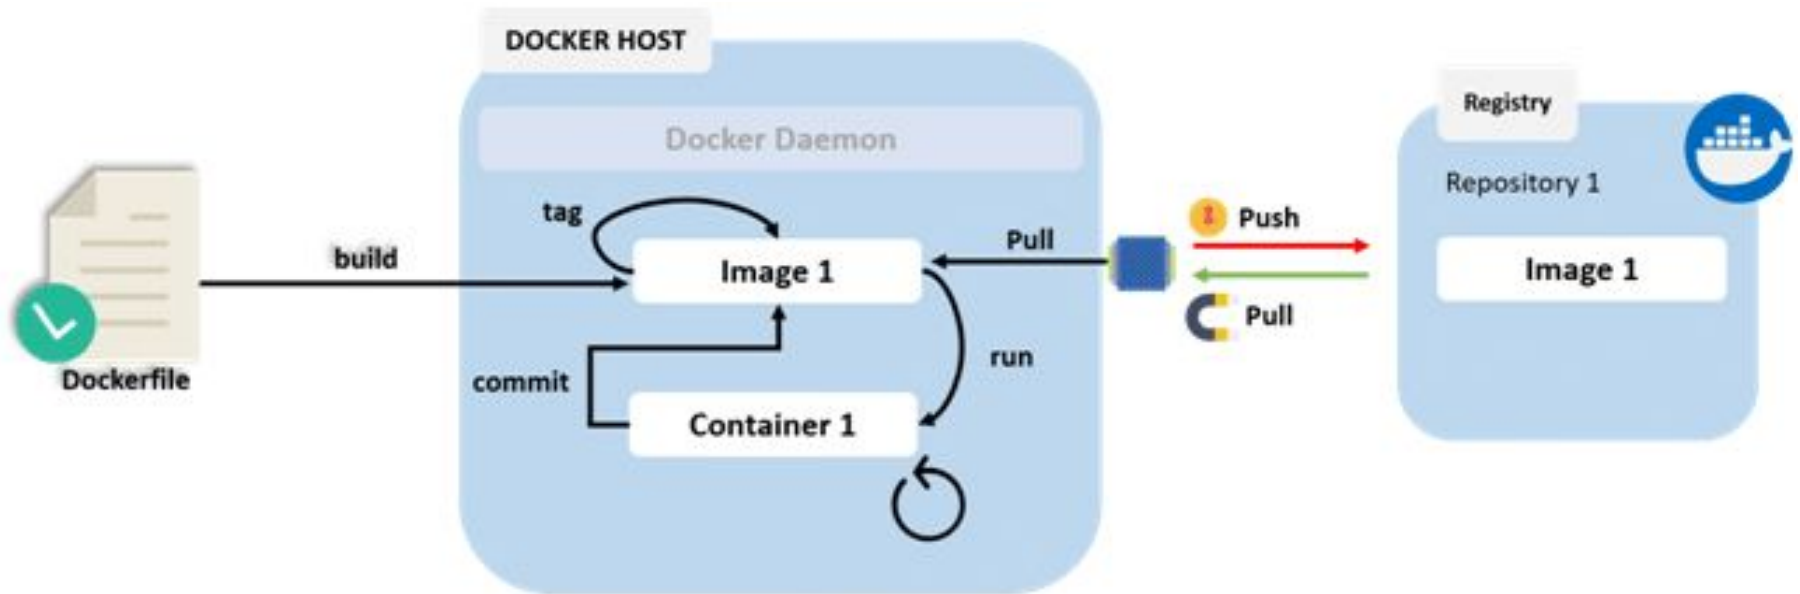 DOCKER HOST
Docker Daemon
Registry
Repository 1
tag
Push
Pull
build
Image 1
Image 1
Pull
run
Dockerfile
commit
Container 1